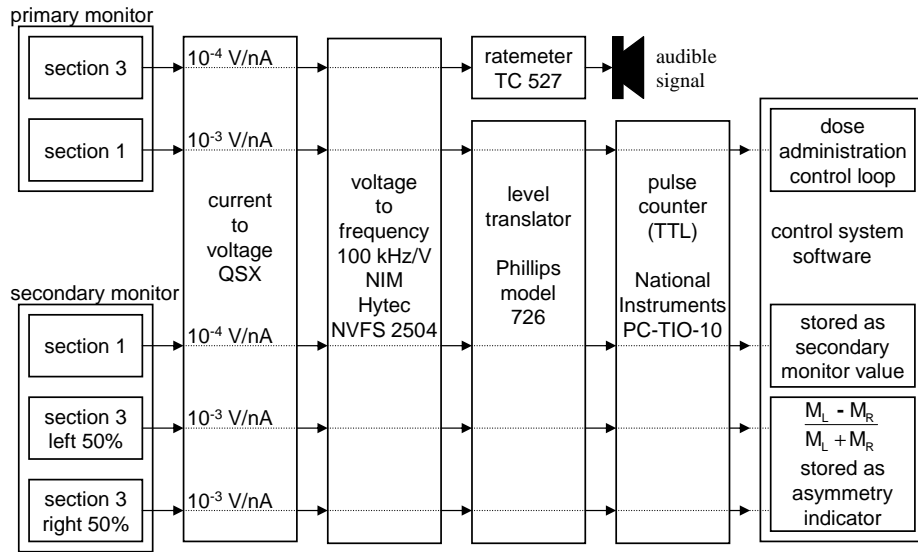 primary monitor
section 3
10⁻⁴ V/nA
ratemeter
TC 527
audible
signal
section 1
10⁻³ V/nA
dose
administration
control loop
current
to
voltage
QSX
voltage
to
frequency
100 kHz/V
NIM
Hytec
NVFS 2504
level
translator
Phillips
model
726
pulse
counter
(TTL)
National
Instruments
PC-TIO-10
control system
software
secondary monitor
section 1
10⁻⁴ V/nA
stored as
secondary
monitor value
section 3
left 50%
10⁻³ V/nA
section 3
right 50%
10⁻³ V/nA
M_L - M_R
M_L + M_R
stored as
asymmetry
indicator